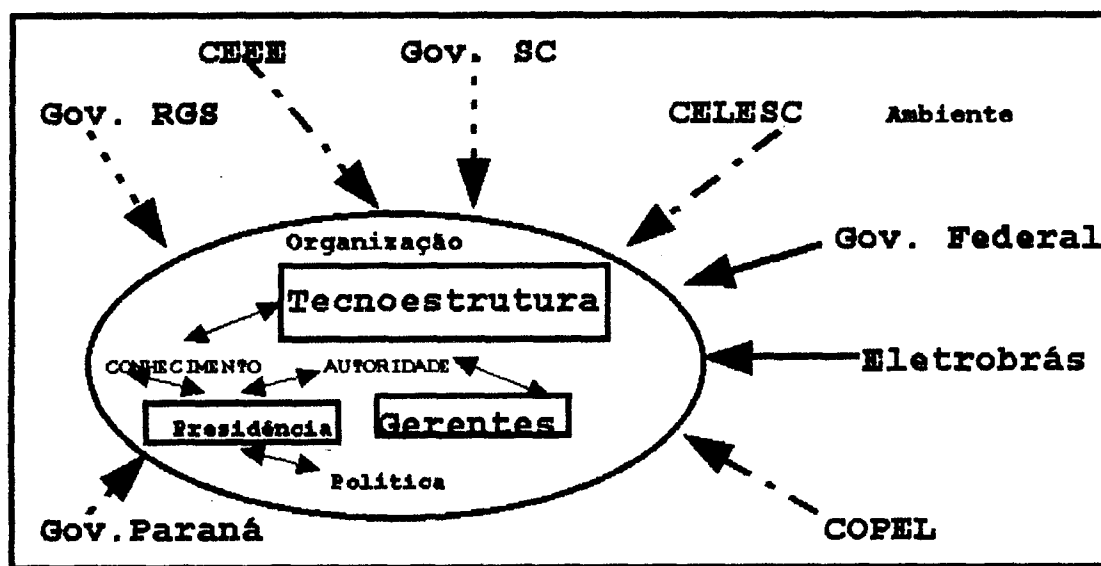 CEEE
Gov. SC
Gov. RGS
CELESC
Ambiente
Organização
Gov. Federal
Tecnoestrutura
CONHECIMENTO
AUTORIDADE
Eletrobrás
Presidência
Gerentes
Política
Gov.Paraná
COPEL